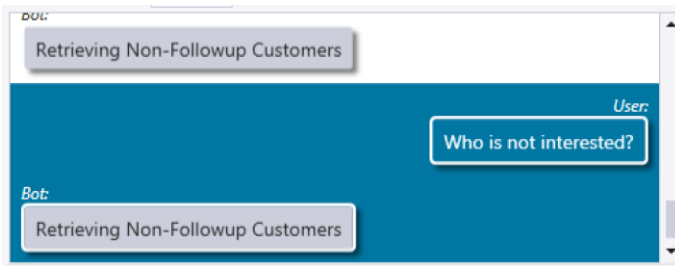 Bot:
Retrieving Non-Followup Customers
User:
Who is not interested?
Bot:
Retrieving Non-Followup Customers